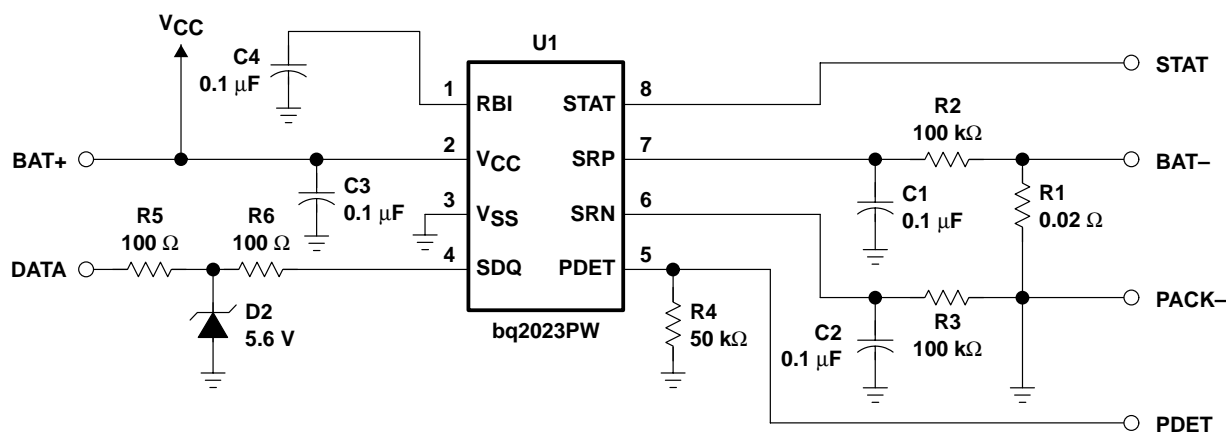 VCC
U1
C4
0.1 μF
STAT
1
RBI
STAT
8
R2
100 kΩ
BAT+
2
VCC
SRP
7
BAT–
C3
0.1 μF
C1
0.1 μF
R1
0.02 Ω
3
VSS
SRN
6
R5
100 Ω
R6
100 Ω
DATA
4
SDQ
PDET
5
D2
5.6 V
bq2023PW
R4
50 kΩ
C2
0.1 μF
R3
100 kΩ
PACK–
PDET